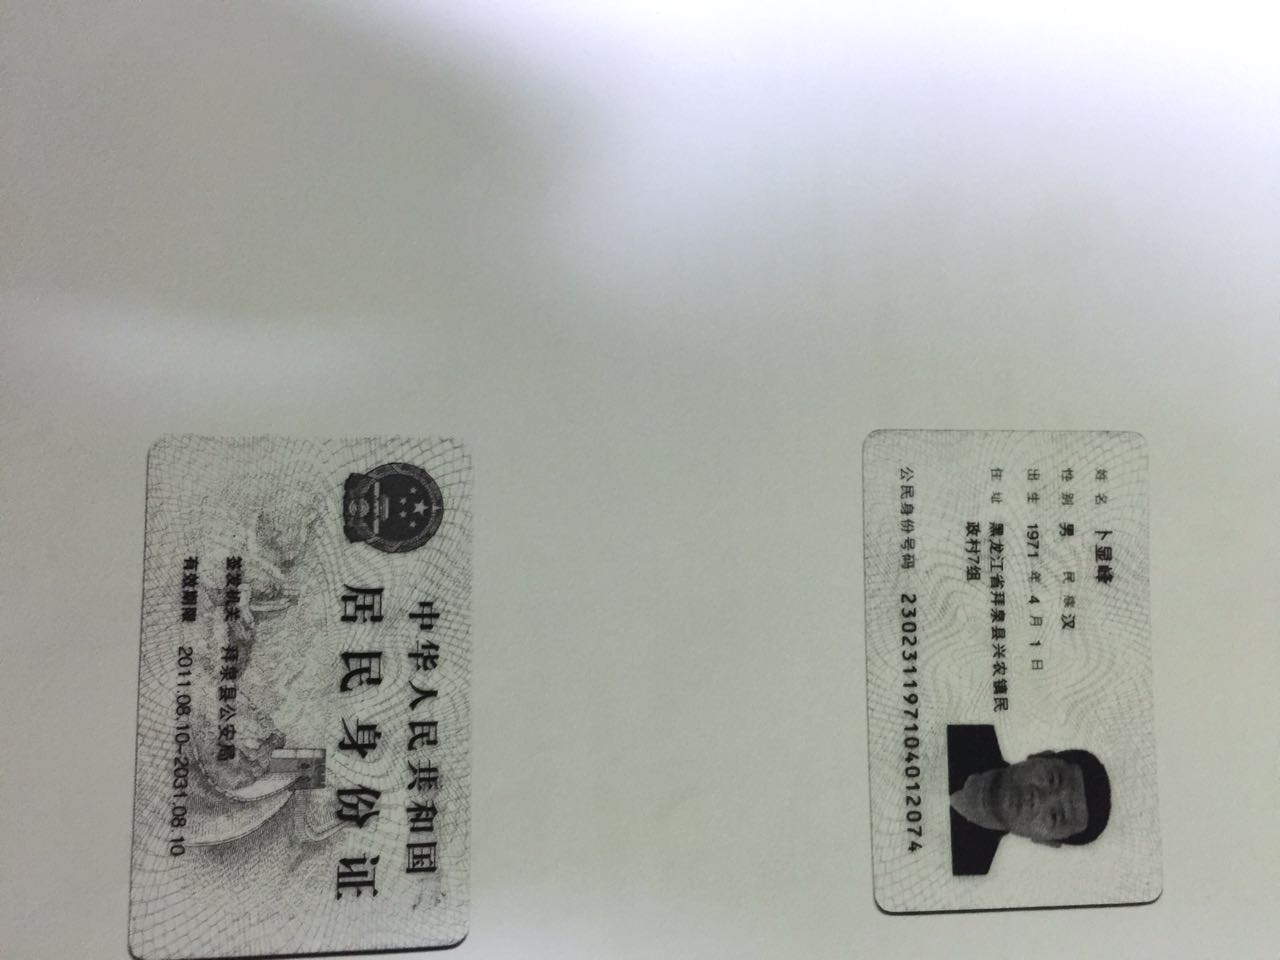 姓名 卜显峰
性别 男 民族 汉
出生 1971 年 4 月 1 日
住址 黑龙江省拜泉县兴农镇民
政村7组
公民身份号码 230231197104012074
中华人民共和国
居民身份证
签发机关 拜泉县公安局
有效期限 2011.08.10-2031.08.10